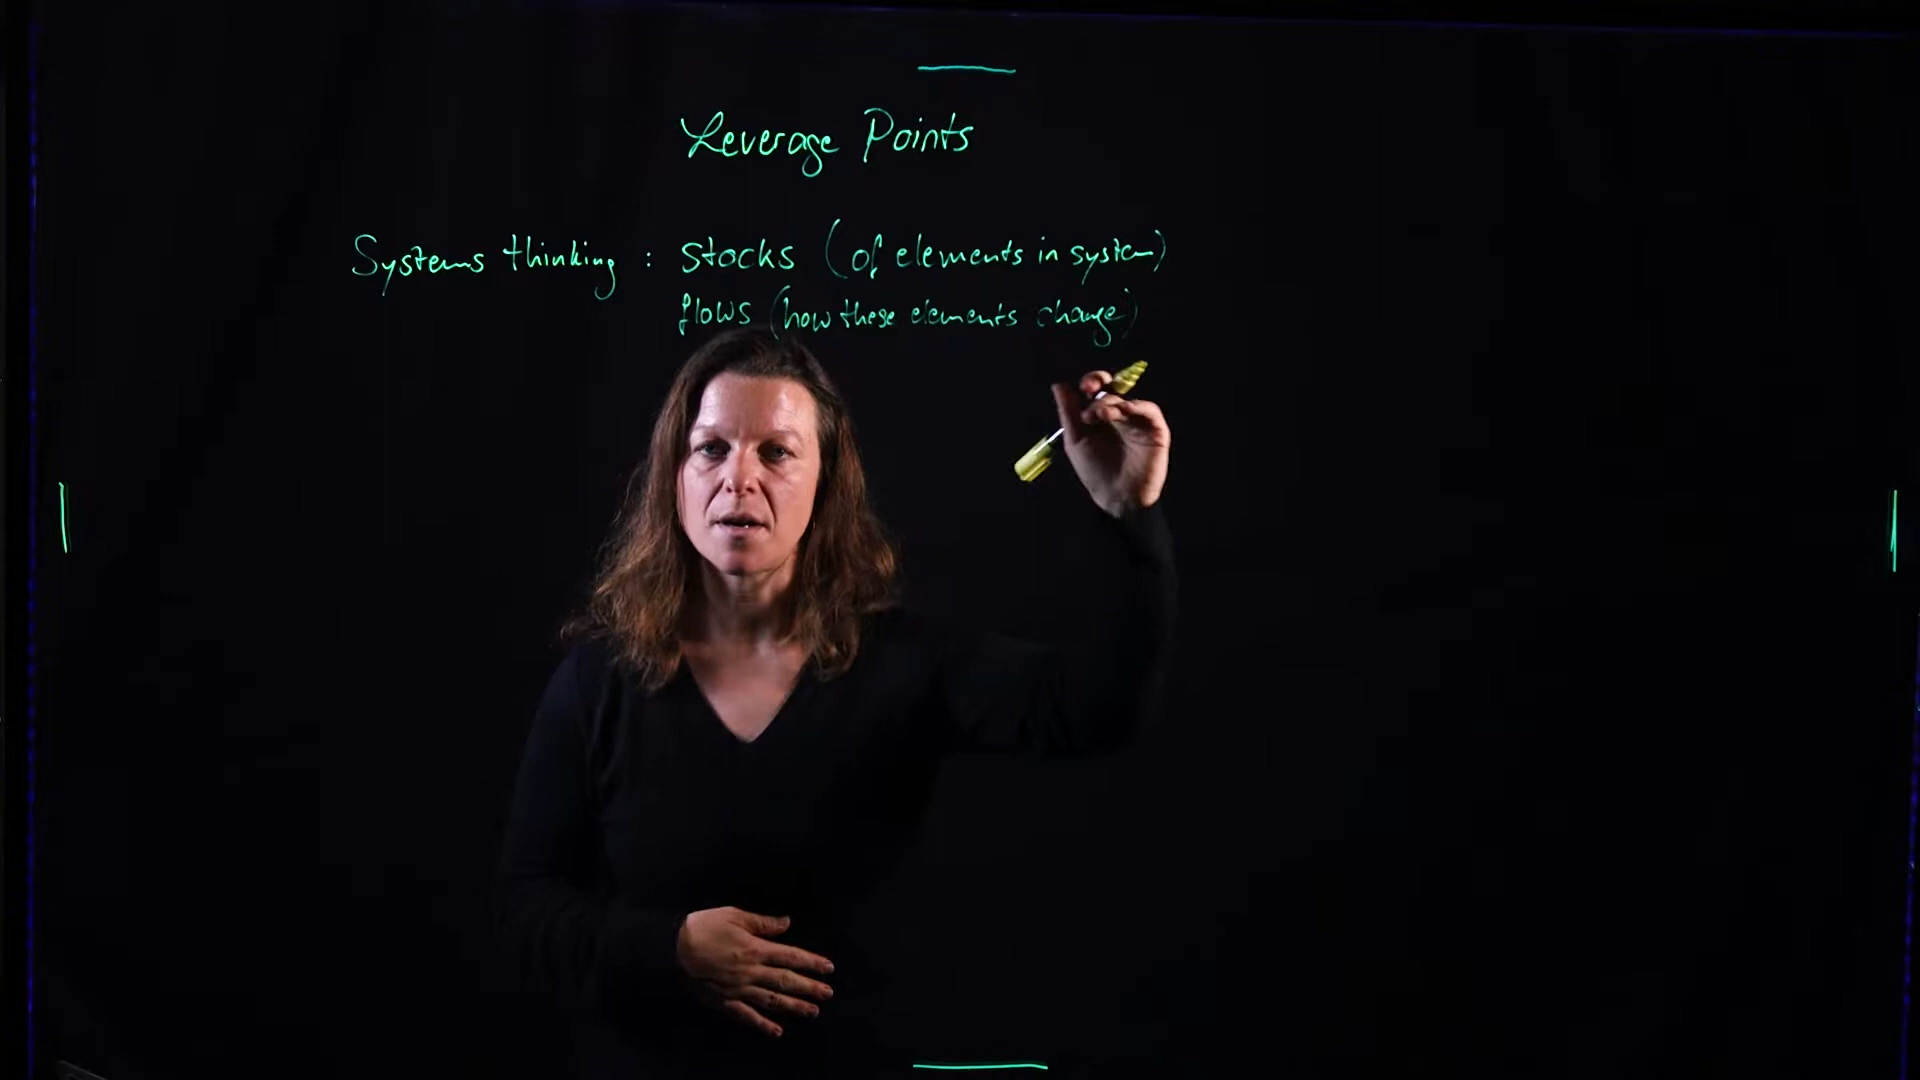 Leverage Points
Systems thinking : stocks (of elements in system)
flows (how these elements change)